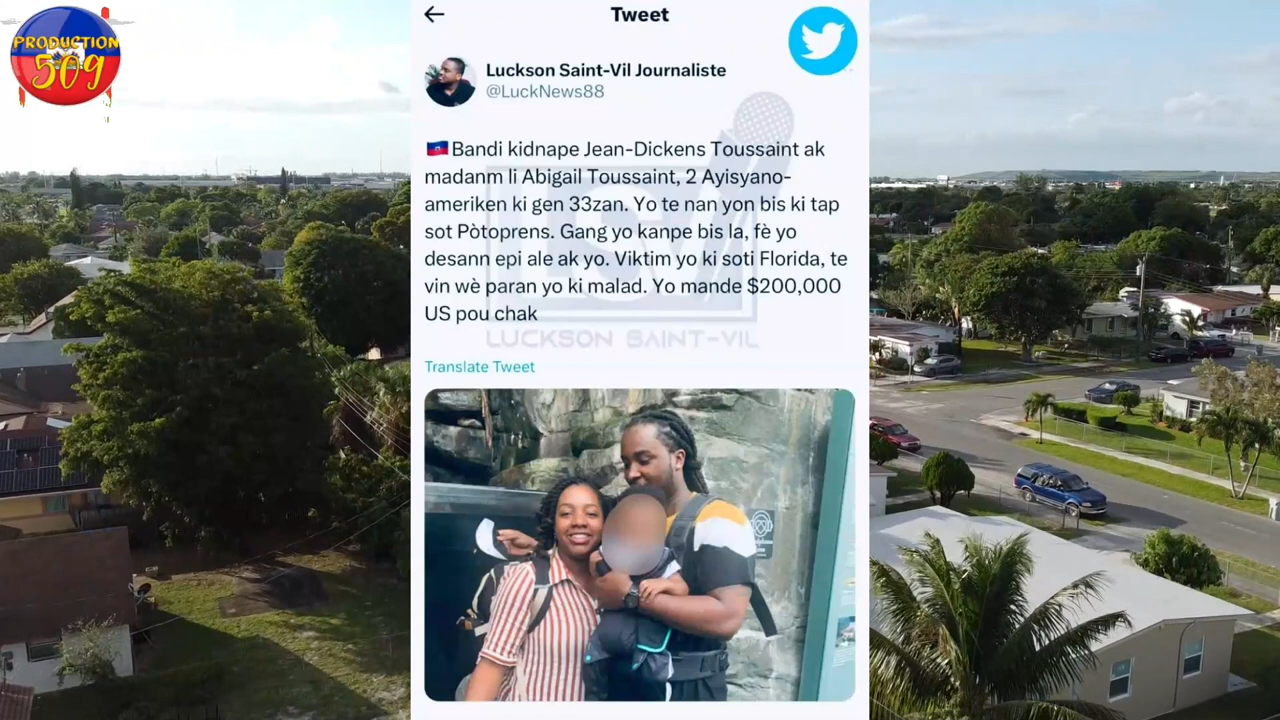 PRODUCTION
509
Tweet
Luckson Saint-Vil Journaliste
@LuckNews88
Bandi kidnape Jean-Dickens Toussaint ak
madanm li Abigail Toussaint, 2 Ayisyano-
ameriken ki gen 33zan. Yo te nan yon bis ki tap
sot Pòtoprens. Gang yo kanpe bis la, fè yo
desann epi ale ak yo. Viktim yo ki soti Florida, te
vin wè paran yo ki malad. Yo mande $200,000
US pou chak
LSV
LUCKSON SAINT-VIL
Translate Tweet